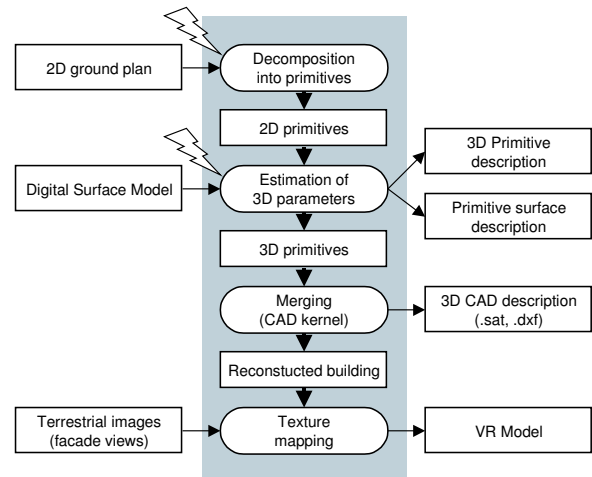 2D ground plan
Decomposition
into primitives
2D primitives
Digital Surface Model
Estimation of
3D parameters
3D Primitive
description
Primitive surface
description
3D primitives
Merging
(CAD kernel)
3D CAD description
(.sat, .dxf)
Reconstucted building
Terrestrial images
(facade views)
Texture
mapping
VR Model